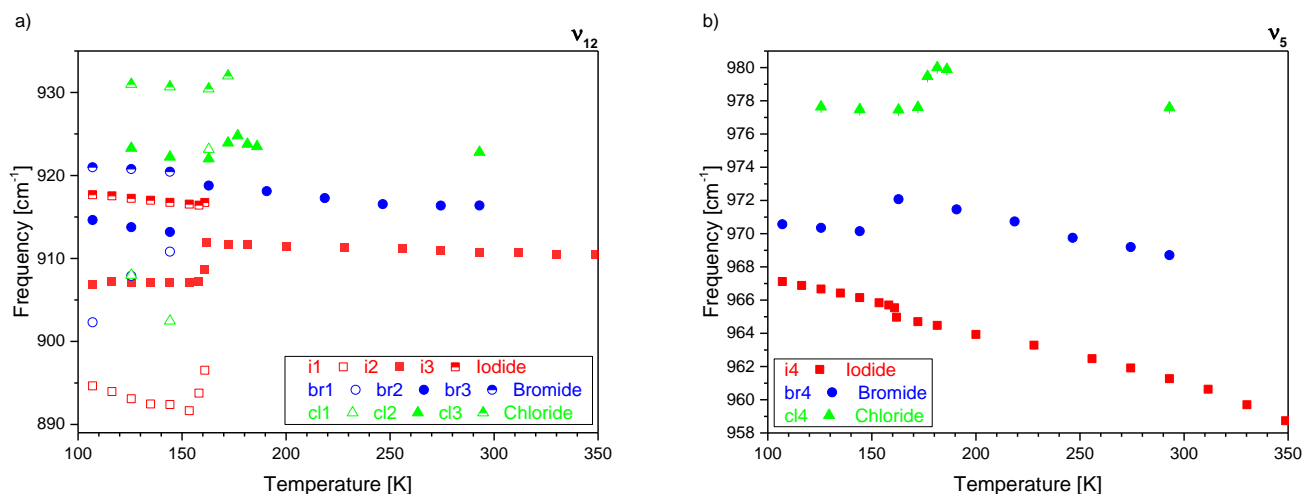 a)
ν12
Frequency [cm-1]
930
920
910
900
890
i1 i2 i3 Iodide
br1 br2 br3 Bromide
cl1 cl2 cl3 Chloride
100 150 200 250 300 350
Temperature [K]
b)
ν5
Frequency [cm-1]
980
978
976
974
972
970
968
966
964
962
960
958
i4 Iodide
br4 Bromide
cl4 Chloride
100 150 200 250 300 350
Temperature [K]